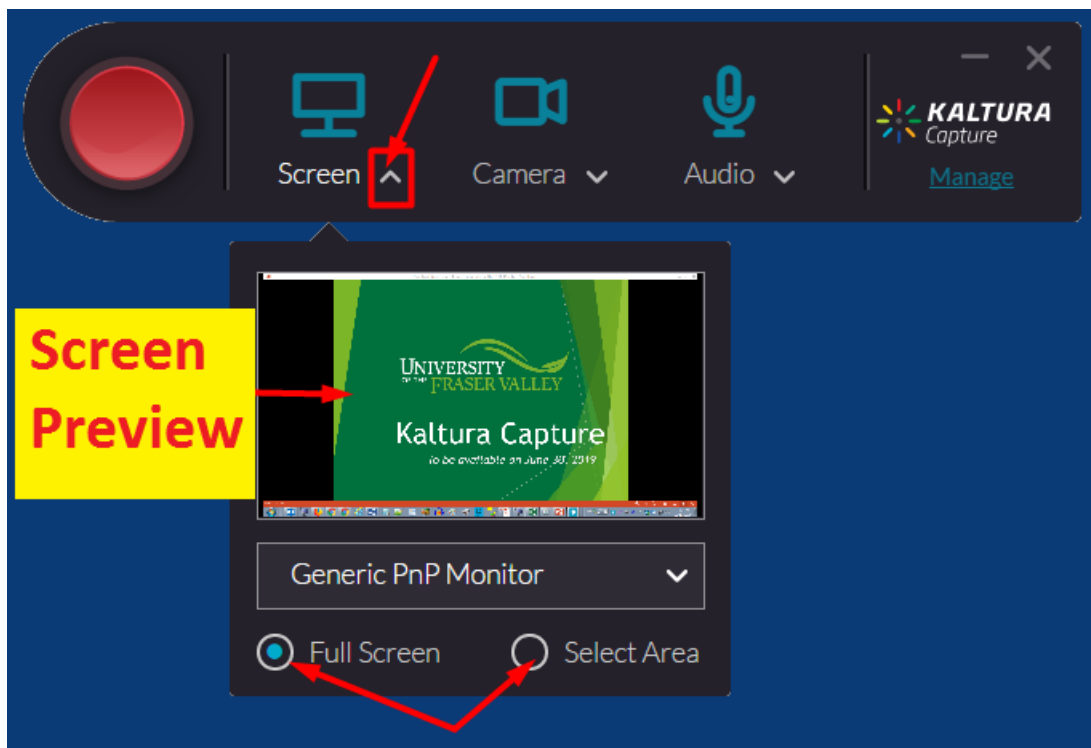 KALTURA
Capture
Screen
Camera
Audio
Manage
Screen
Preview
UNIVERSITY
OF THE FRASER VALLEY
Kaltura Capture
To be available on June 30, 2019
Generic PnP Monitor
Full Screen
Select Area